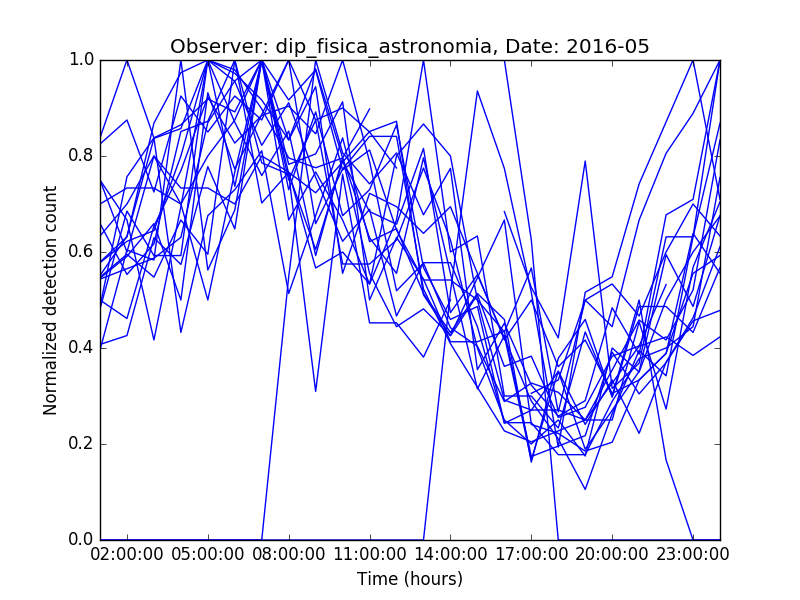 Observer: dip_fisica_astronomia, Date: 2016-05
Normalized detection count
1.0
0.8
0.6
0.4
0.2
0.0
02:00:00 05:00:00 08:00:00 11:00:00 14:00:00 17:00:00 20:00:00 23:00:00
Time (hours)